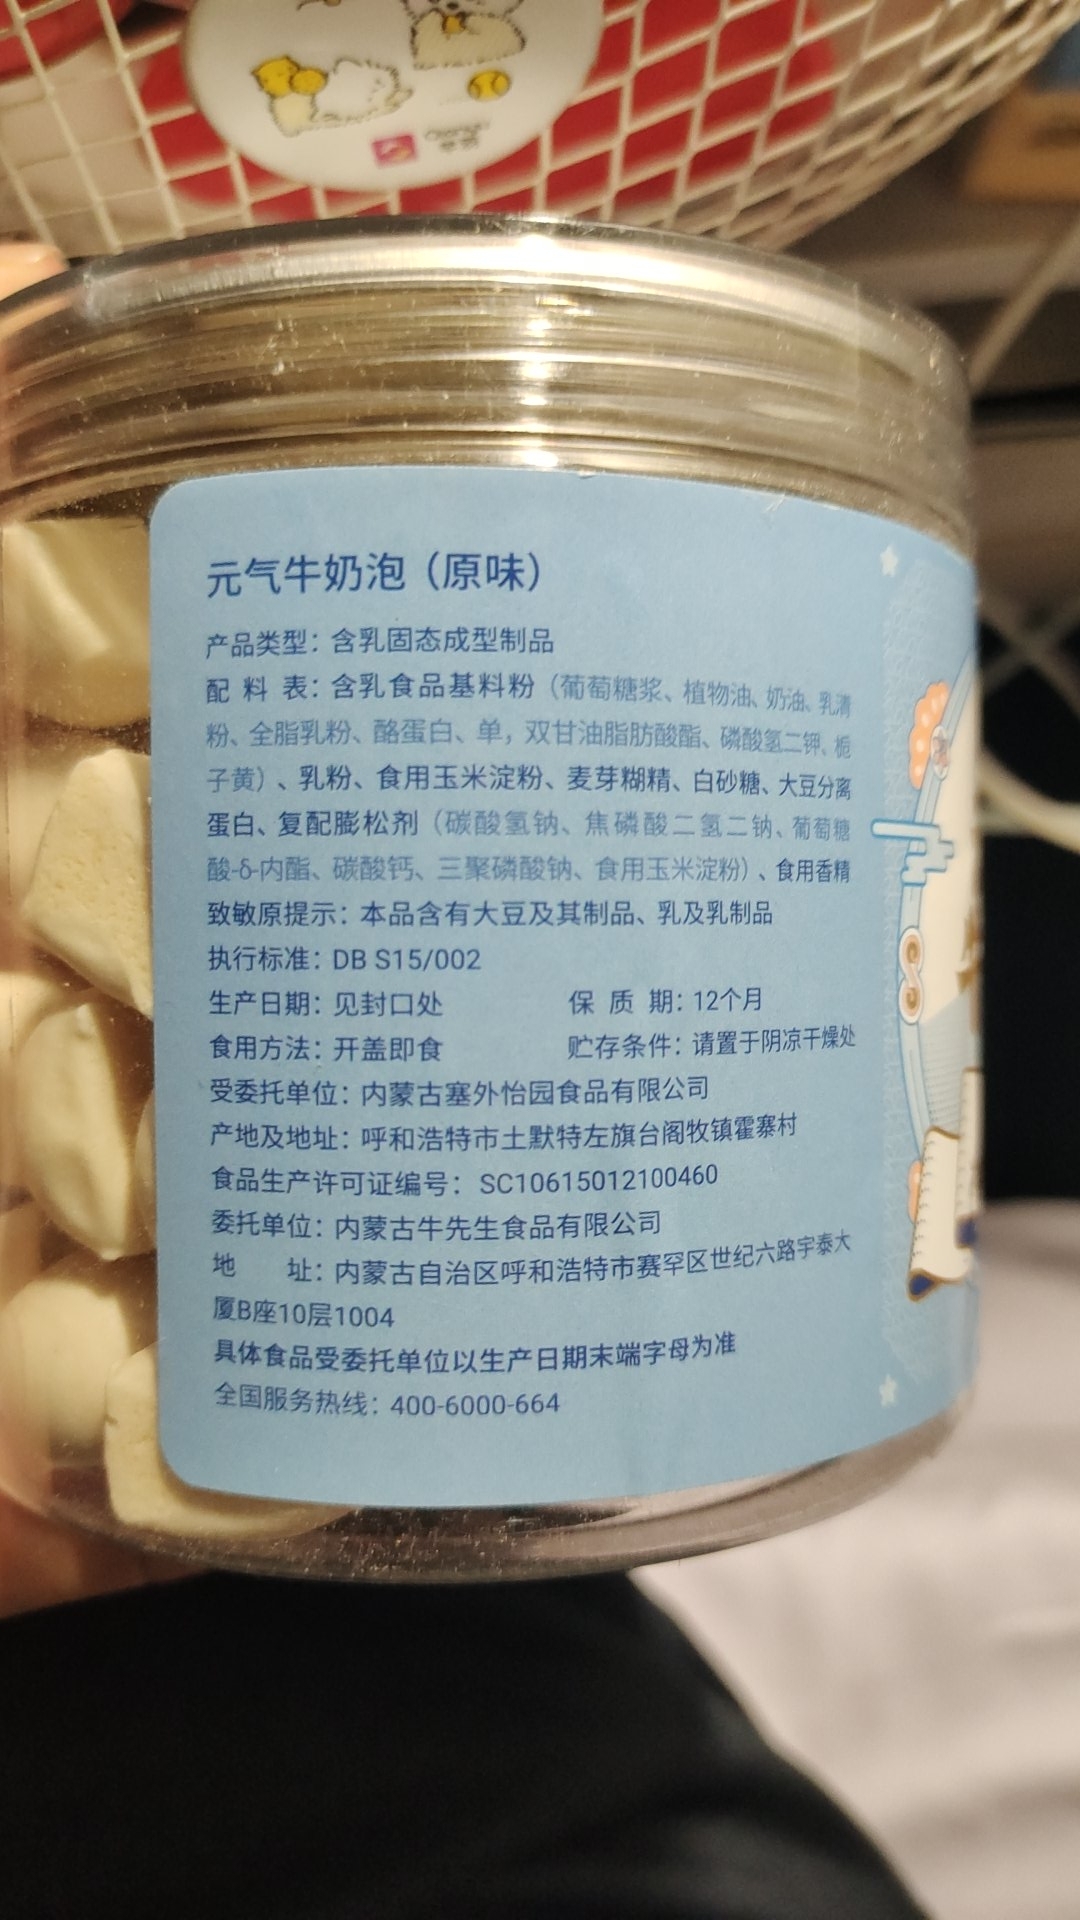 元气牛奶泡（原味）
产品类型：含乳固态成型制品
配 料 表：含乳食品基料粉（葡萄糖浆、植物油、奶油、乳清
粉、全脂乳粉、酪蛋白、单，双甘油脂肪酸酯、磷酸氢二钾、栀
子黄）、乳粉、食用玉米淀粉、麦芽糊精、白砂糖、大豆分离
蛋白、复配膨松剂（碳酸氢钠、焦磷酸二氢二钠、葡萄糖
酸-δ-内酯、碳酸钙、三聚磷酸钠、食用玉米淀粉）、食用香精
致敏原提示：本品含有大豆及其制品、乳及乳制品
执行标准：DB S15/002
生产日期：见封口处 保 质 期：12个月
食用方法：开盖即食 贮存条件：请置于阴凉干燥处
受委托单位：内蒙古塞外怡园食品有限公司
产地及地址：呼和浩特市土默特左旗台阁牧镇霍寨村
食品生产许可证编号：SC10615012100460
委托单位：内蒙古牛先生食品有限公司
地 址：内蒙古自治区呼和浩特市赛罕区世纪六路宇泰大
厦B座10层1004
具体食品受委托单位以生产日期末端字母为准
全国服务热线：400-6000-664